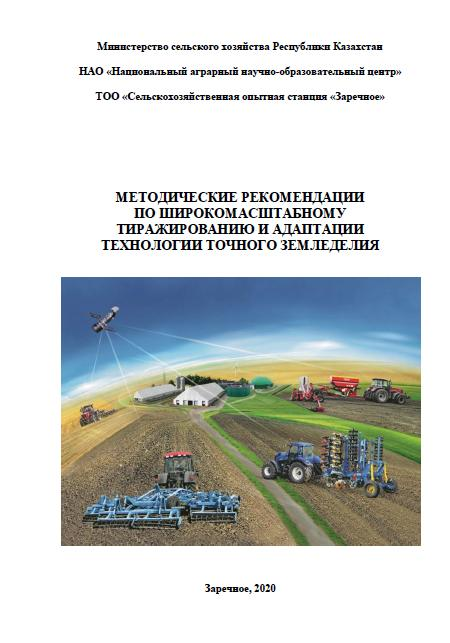 Министерство сельского хозяйства Республики Казахстан
НАО «Национальный аграрный научно-образовательный центр»
ТОО «Сельскохозяйственная опытная станция «Заречное»
МЕТОДИЧЕСКИЕ РЕКОМЕНДАЦИИ
ПО ШИРОКОМАСШТАБНОМУ
ТИРАЖИРОВАНИЮ И АДАПТАЦИИ
ТЕХНОЛОГИИ ТОЧНОГО ЗЕМЛЕДЕЛИЯ
Заречное, 2020